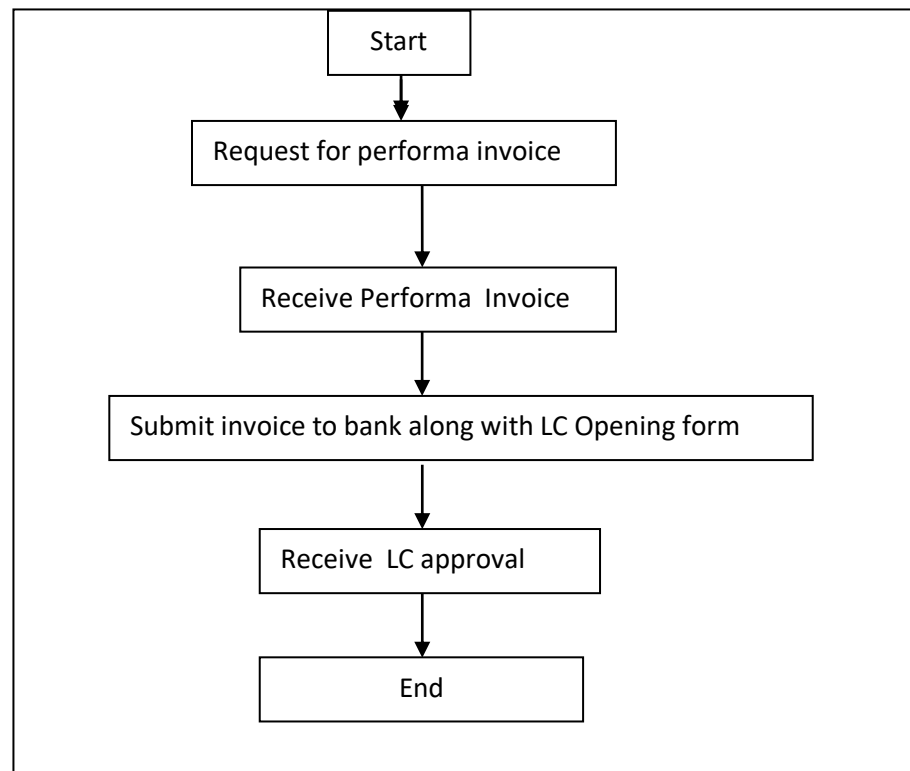 Start
Request for performa invoice
Receive Performa  Invoice
Submit invoice to bank along with LC Opening form
Receive  LC approval
End